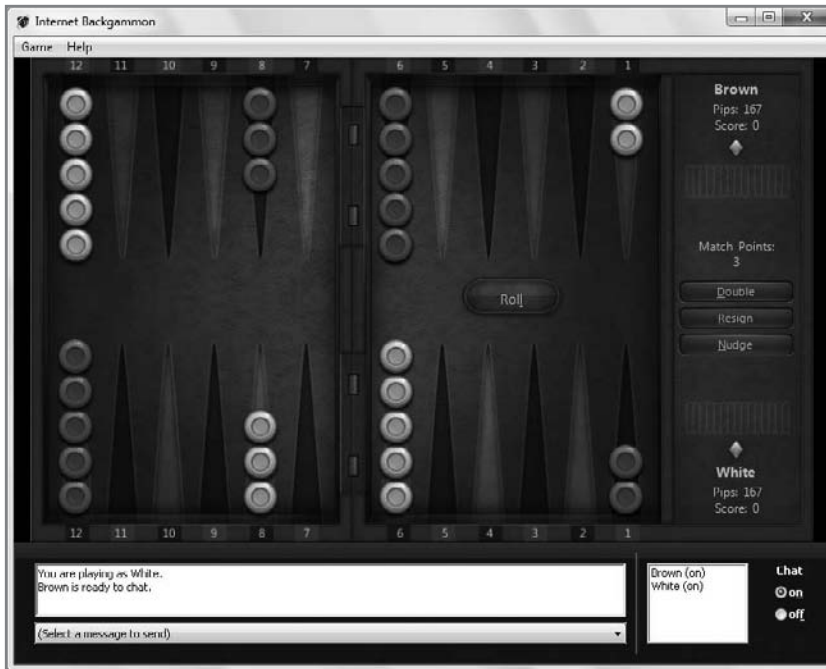 Internet Backgammon
Game Help
12 11 10 9 8 7 6 5 4 3 2 1
Brown
Pips: 167
Score: 0
Match Points:
3
Roll
Double
Resign
Nudge
White
Pips: 167
Score: 0
12 11 10 9 8 7 6 5 4 3 2 1
You are playing as White.
Brown is ready to chat.
(Select a message to send)
Brown (on)
White (on)
Chat
on
off